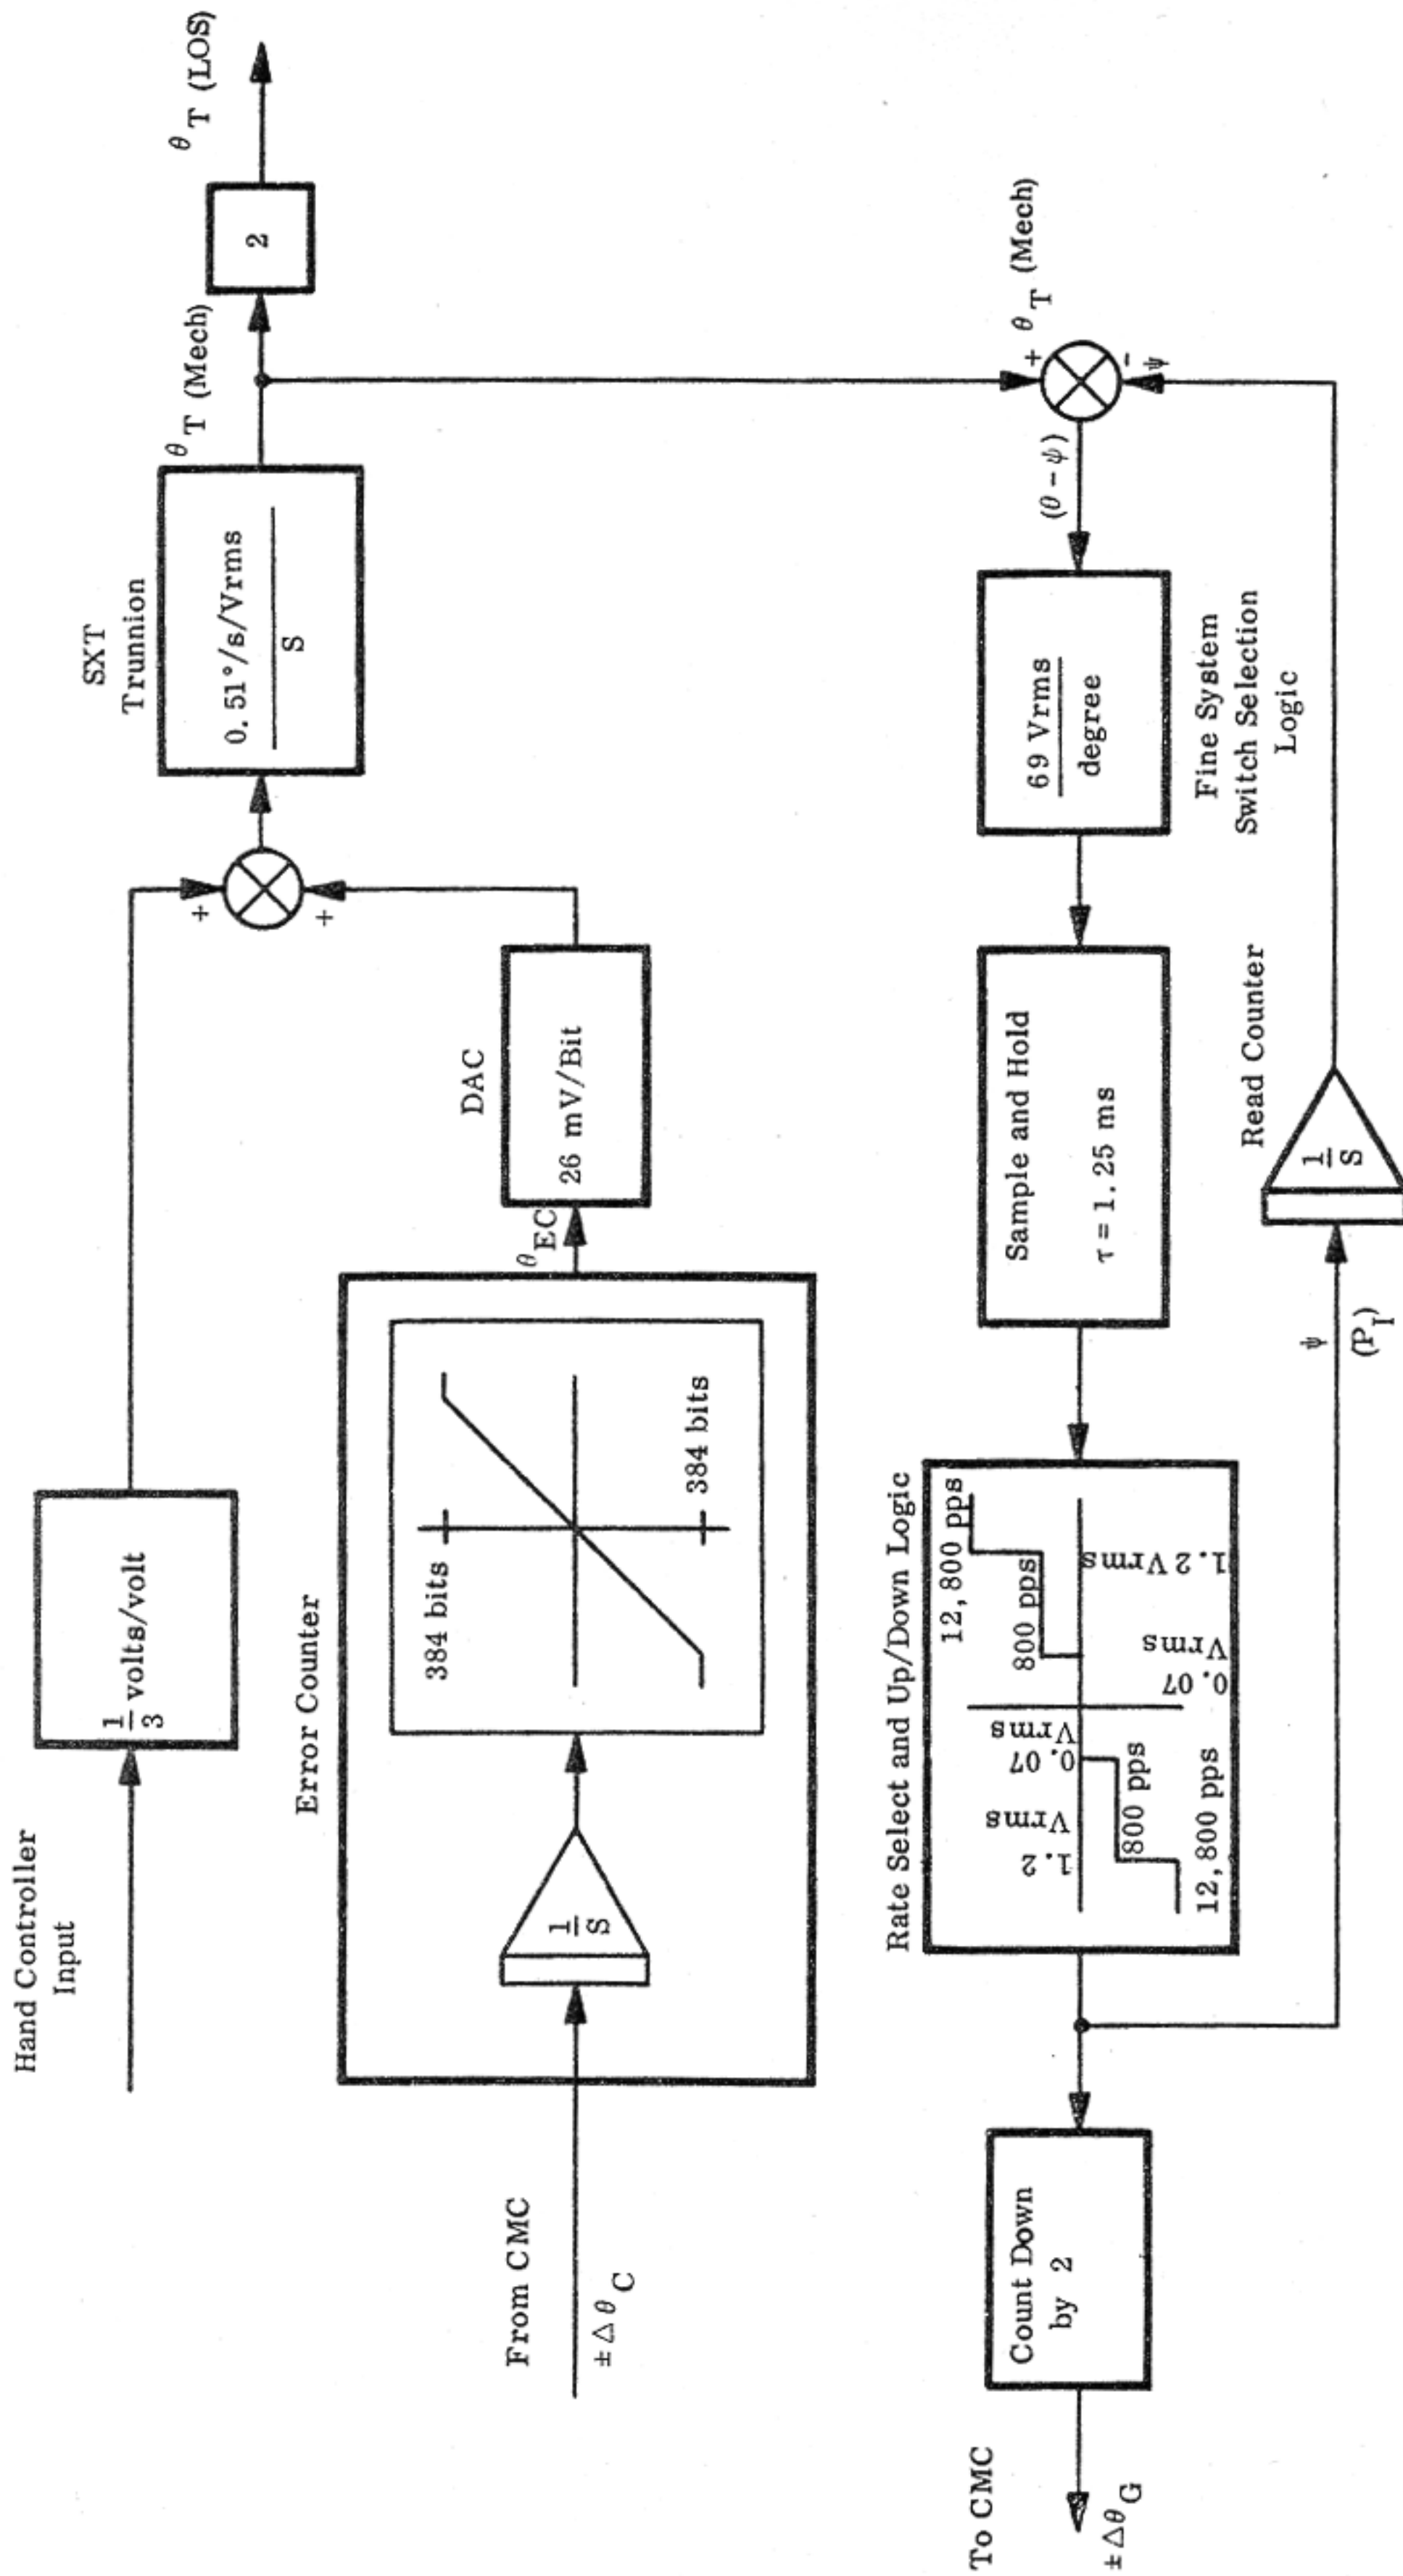 Hand Controller
Input
1
3
volts/volt
SXT
Trunnion
0.51°/s/Vrms
S
θT (Mech)
2
θT (LOS)
+
+
Error Counter
From CMC
±Δθ C
1
S
384 bits
384 bits
θEC
DAC
26 mV/Bit
+ θT (Mech)
-
ψ
(θ - ψ)
69 Vrms
degree
Fine System
Switch Selection
Logic
Sample and Hold
τ = 1.25 ms
Rate Select and Up/Down Logic
12,800 pps
800 pps
1.2 Vrms
0.07
Vrms
0.07
Vrms
1.2
Vrms
800 pps
12,800 pps
Read Counter
1
S
ψ
(PI)
Count Down
by 2
To CMC
±ΔθG